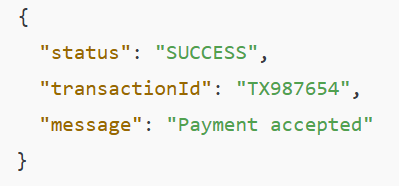 {
"status": "SUCCESS",
"transactionId": "TX987654",
"message": "Payment accepted"
}